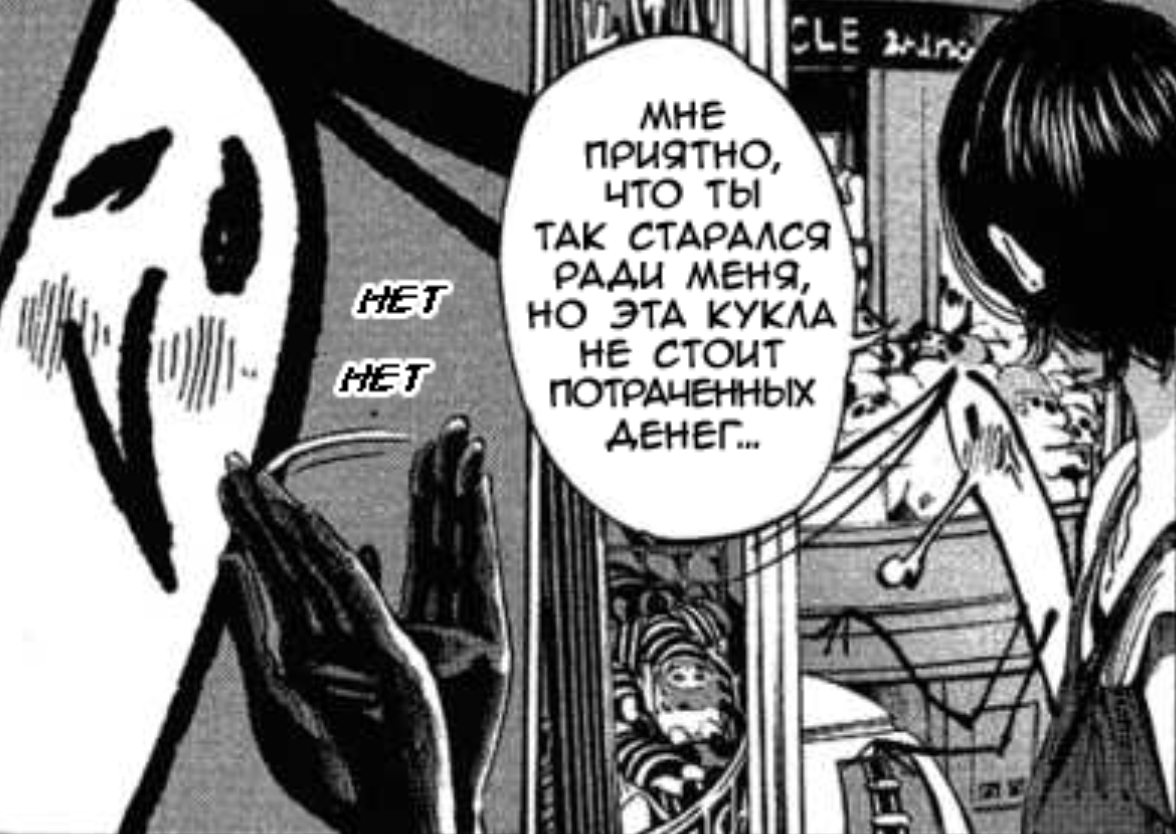 CLE
МНЕ
ПРИЯТНО,
ЧТО ТЫ
ТАК СТАРАЛСЯ
РАДИ МЕНЯ,
НО ЭТА КУКЛА
НЕ СТОИТ
ПОТРАЧЕННЫХ
ДЕНЕГ...
НЕТ
НЕТ